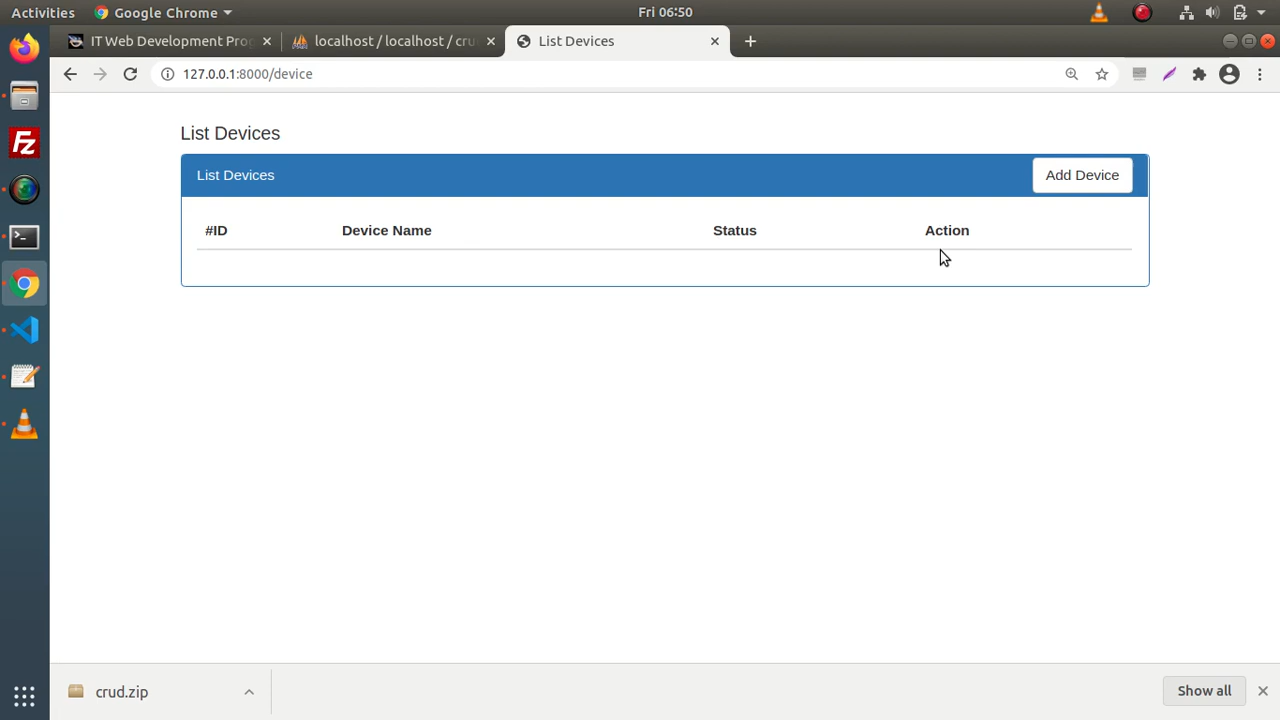 Activities Google Chrome Fri 06:50
IT Web Development Pro localhost / localhost / cru List Devices
127.0.0.1:8000/device
List Devices
List Devices Add Device
#ID Device Name Status Action
crud.zip Show all